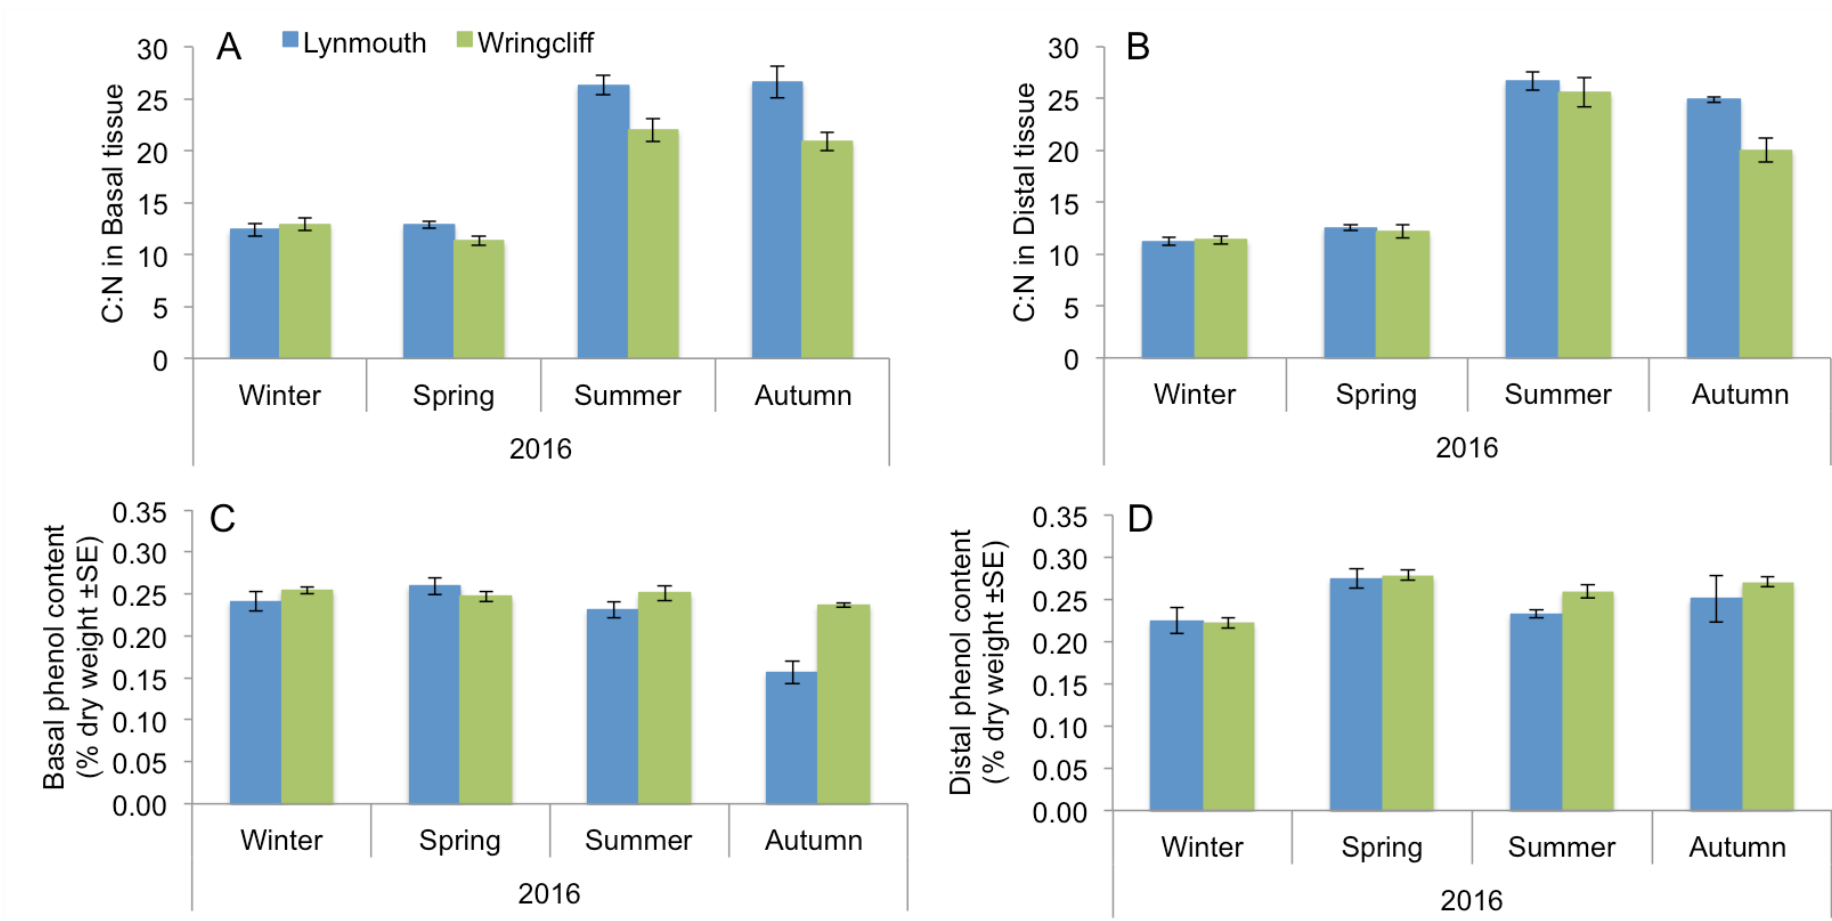 A
Lynmouth
Wringcliff
C:N in Basal tissue
30
25
20
15
10
5
0
Winter
Spring
Summer
Autumn
2016
B
C:N in Distal tissue
30
25
20
15
10
5
0
Winter
Spring
Summer
Autumn
2016
C
Basal phenol content
(% dry weight ±SE)
0.35
0.30
0.25
0.20
0.15
0.10
0.05
0.00
Winter
Spring
Summer
Autumn
2016
D
Distal phenol content
(% dry weight ±SE)
0.35
0.30
0.25
0.20
0.15
0.10
0.05
0.00
Winter
Spring
Summer
Autumn
2016